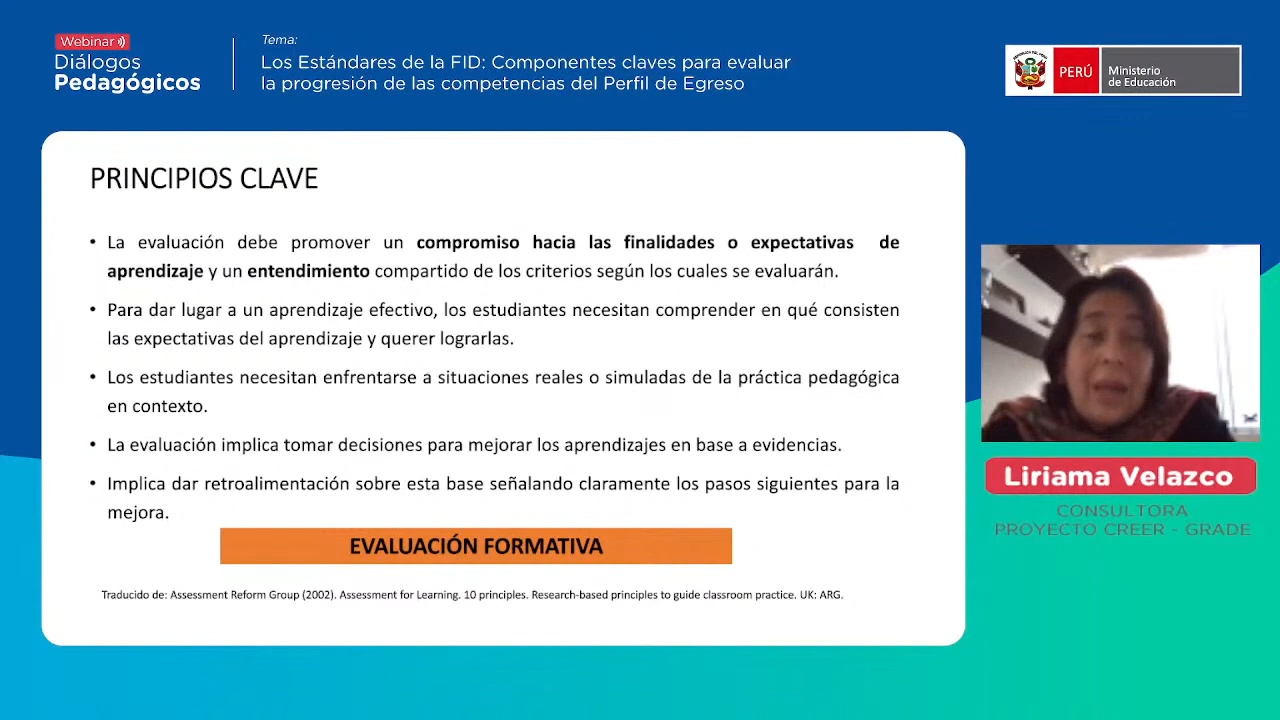 Webinar
Diálogos
Pedagógicos
Tema:
Los Estándares de la FID: Componentes claves para evaluar
la progresión de las competencias del Perfil de Egreso
PERÚ
Ministerio
de Educación
PRINCIPIOS CLAVE
• La evaluación debe promover un compromiso hacia las finalidades o expectativas de
aprendizaje y un entendimiento compartido de los criterios según los cuales se evaluarán.
• Para dar lugar a un aprendizaje efectivo, los estudiantes necesitan comprender en qué consisten
las expectativas del aprendizaje y querer lograrlas.
• Los estudiantes necesitan enfrentarse a situaciones reales o simuladas de la práctica pedagógica
en contexto.
• La evaluación implica tomar decisiones para mejorar los aprendizajes en base a evidencias.
• Implica dar retroalimentación sobre esta base señalando claramente los pasos siguientes para la
mejora.
EVALUACIÓN FORMATIVA
Traducido de: Assessment Reform Group (2002). Assessment for Learning. 10 principles. Research-based principles to guide classroom practice. UK: ARG.
Liriama Velazco
CONSULTORA
PROYECTO CREER - GRADE